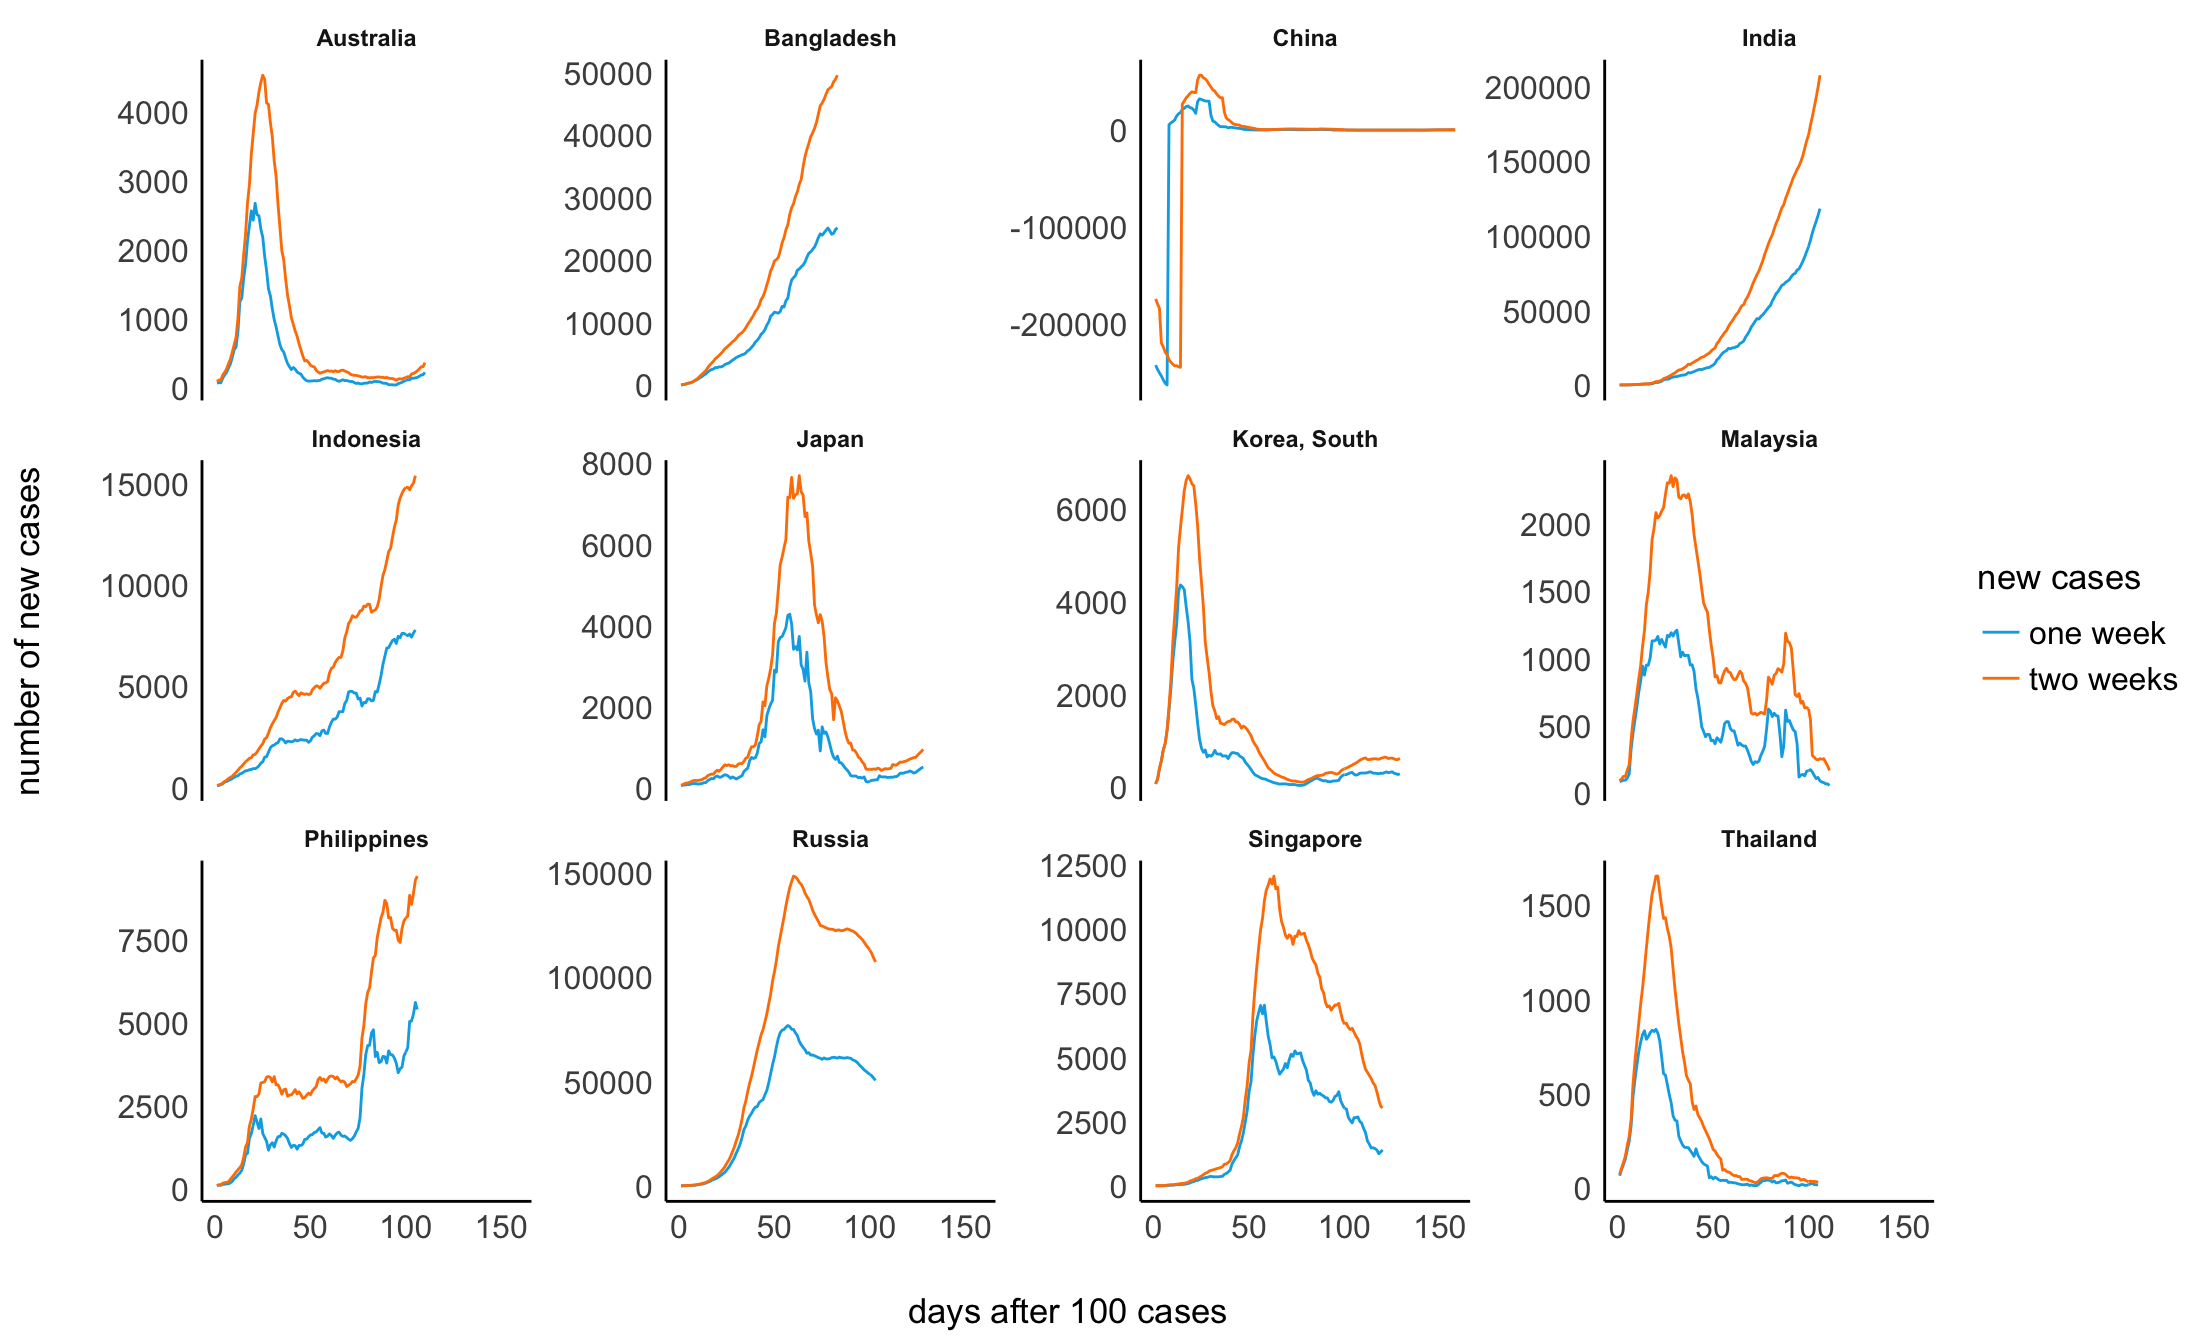 Australia
Bangladesh
China
India
4000
3000
2000
1000
0
50000
40000
30000
20000
10000
0
0
-100000
-200000
200000
150000
100000
50000
0
Indonesia
Japan
Korea, South
Malaysia
15000
10000
5000
0
8000
6000
4000
2000
0
6000
4000
2000
0
2000
1500
1000
500
0
Philippines
Russia
Singapore
Thailand
7500
5000
2500
0
150000
100000
50000
0
12500
10000
7500
5000
2500
0
1500
1000
500
0
0 50 100 150
0 50 100 150
0 50 100 150
0 50 100 150
days after 100 cases
number of new cases
new cases
one week
two weeks